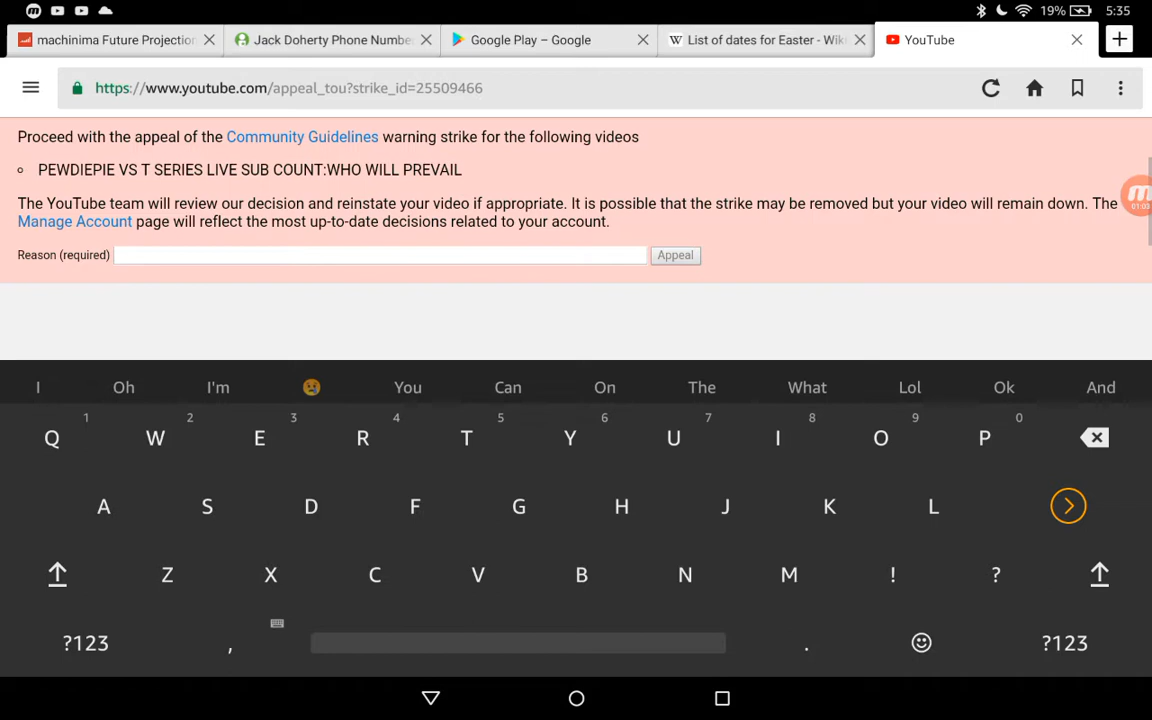 19% 5:35
machinima Future Projection Jack Doherty Phone Numbe Google Play – Google List of dates for Easter - Wiki YouTube
https://www.youtube.com/appeal_tou?strike_id=25509466
Proceed with the appeal of the Community Guidelines warning strike for the following videos
PEWDIEPIE VS T SERIES LIVE SUB COUNT:WHO WILL PREVAIL
The YouTube team will review our decision and reinstate your video if appropriate. It is possible that the strike may be removed but your video will remain down. The
Manage Account page will reflect the most up-to-date decisions related to your account.
01:03
Reason (required) Appeal
I Oh I'm You Can On The What Lol Ok And
1 2 3 4 5 6 7 8 9 0
Q W E R T Y U I O P
A S D F G H J K L
Z X C V B N M ! ?
?123 , . ?123